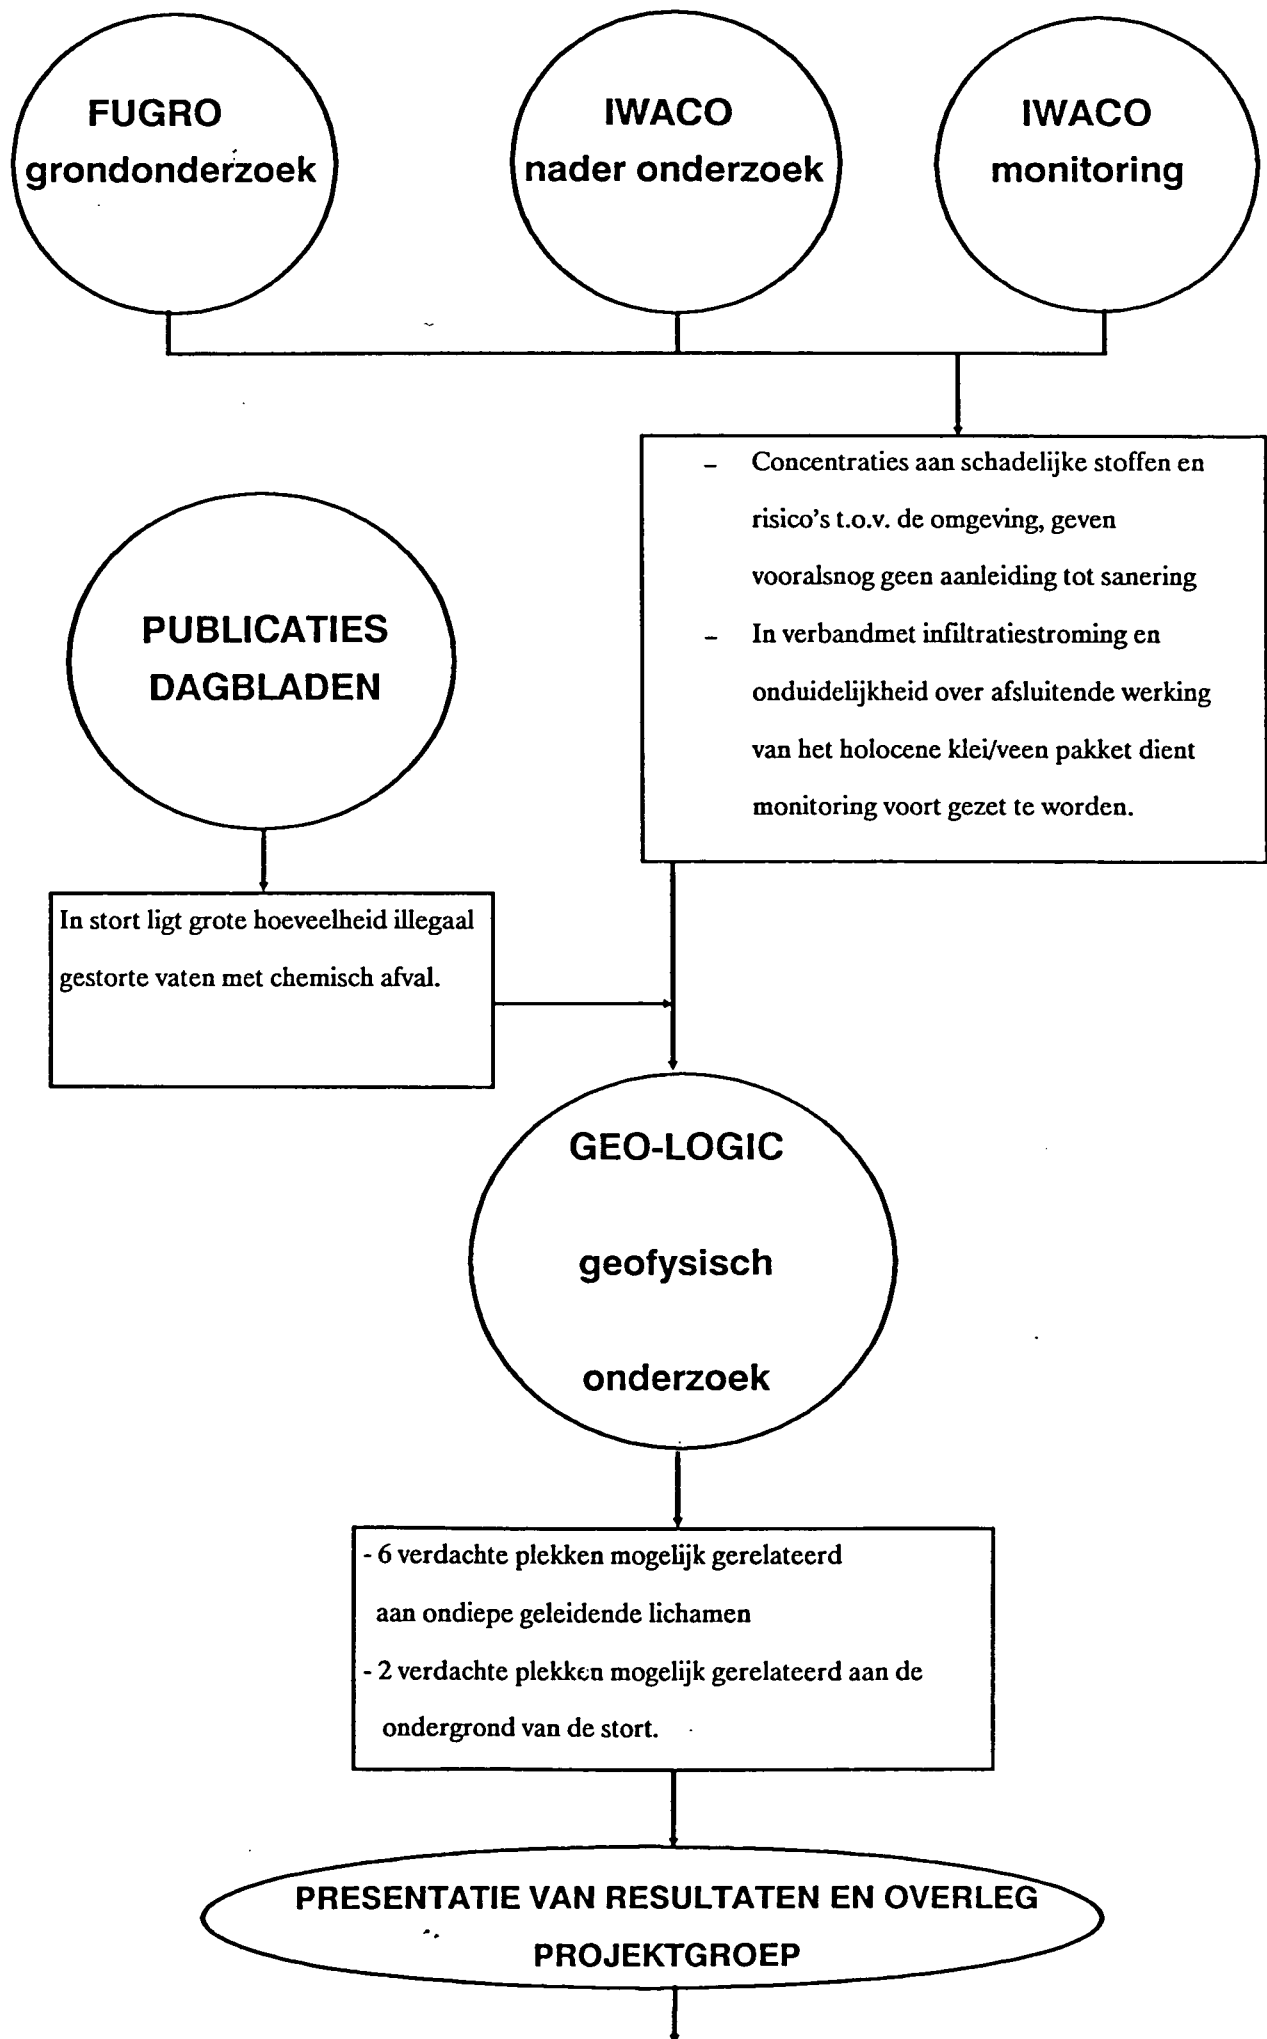 FUGRO
grondonderzoek
IWACO
nader onderzoek
IWACO
monitoring
- Concentraties aan schadelijke stoffen en
risico's t.o.v. de omgeving, geven
vooralsnog geen aanleiding tot sanering
- In verbandmet infiltratiestroming en
onduidelijkheid over afsluitende werking
van het holocene klei/veen pakket dient
monitoring voort gezet te worden.
PUBLICATIES
DAGBLADEN
In stort ligt grote hoeveelheid illegaal
gestorte vaten met chemisch afval.
GEO-LOGIC
geofysisch
onderzoek
- 6 verdachte plekken mogelijk gerelateerd
aan ondiepe geleidende lichamen
- 2 verdachte plekken mogelijk gerelateerd aan de
ondergrond van de stort.
PRESENTATIE VAN RESULTATEN EN OVERLEG
PROJEKTGROEP